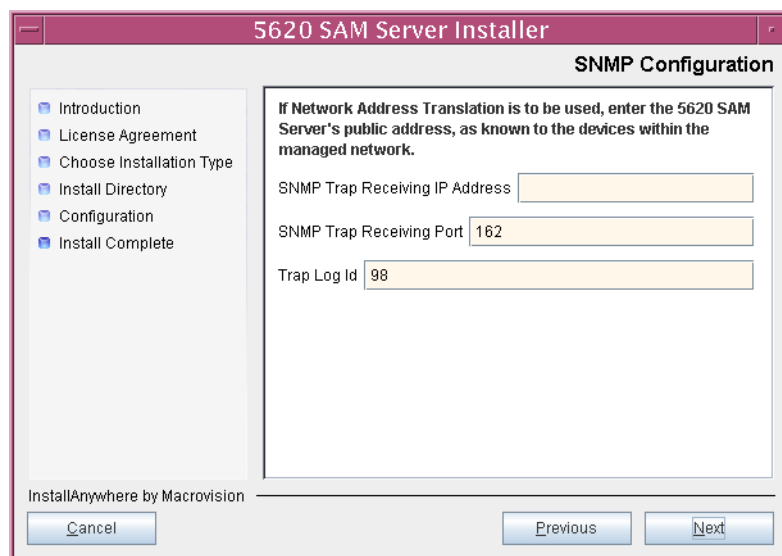 5620 SAM Server Installer
SNMP Configuration
Introduction
License Agreement
Choose Installation Type
Install Directory
Configuration
Install Complete
If Network Address Translation is to be used, enter the 5620 SAM
Server's public address, as known to the devices within the
managed network.
SNMP Trap Receiving IP Address
SNMP Trap Receiving Port 162
Trap Log Id 98
InstallAnywhere by Macrovision
Cancel Previous Next